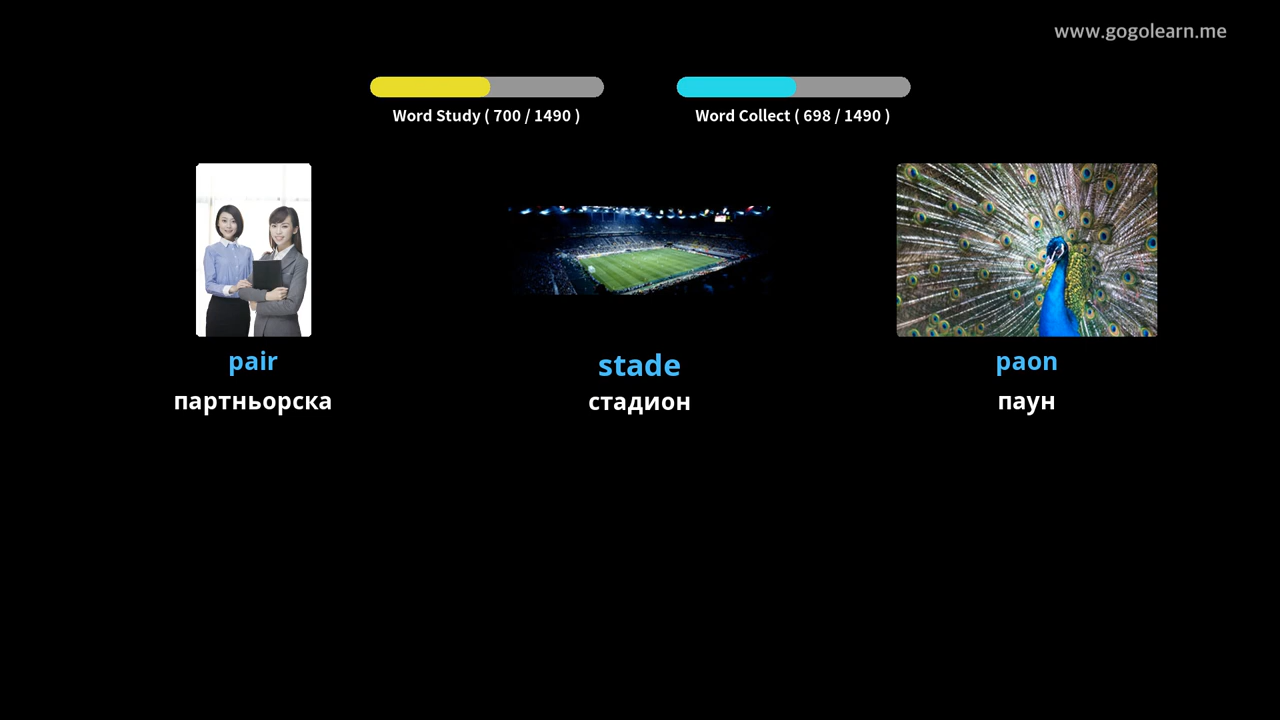 www.gogolearn.me
Word Study ( 700 / 1490 )
Word Collect ( 698 / 1490 )
pair
партньорска
stade
стадион
paon
паун